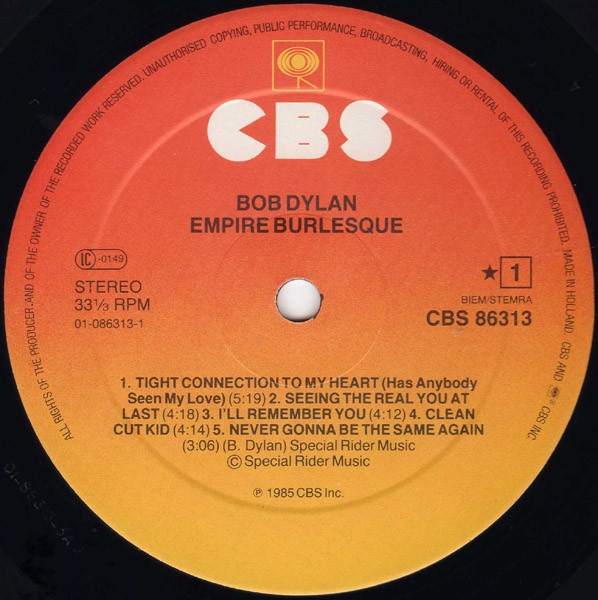 ALL RIGHTS OF THE PRODUCER.AND OF THE OWNER OF THE RECORDED WORK RESERVED. UNAUTHORISED COPYING, PUBLIC PERFORMANCE, BROADCASTING, HIRING OR RENTAL OF THIS RECORDING PROHIBITED. MADE IN HOLLAND. CBS AND CBS INC.
CBS
BOB DYLAN
EMPIRE BURLESQUE
LC-0149
STEREO
33⅓ RPM
01-086313-1
★ 1
BIEM/STEMRA
CBS 86313
1. TIGHT CONNECTION TO MY HEART (Has Anybody
Seen My Love) (5:19) 2. SEEING THE REAL YOU AT
LAST (4:18) 3. I'LL REMEMBER YOU (4:12) 4. CLEAN
CUT KID (4:14) 5. NEVER GONNA BE THE SAME AGAIN
(3:06) (B. Dylan) Special Rider Music
Ⓒ Special Rider Music
℗ 1985 CBS Inc.